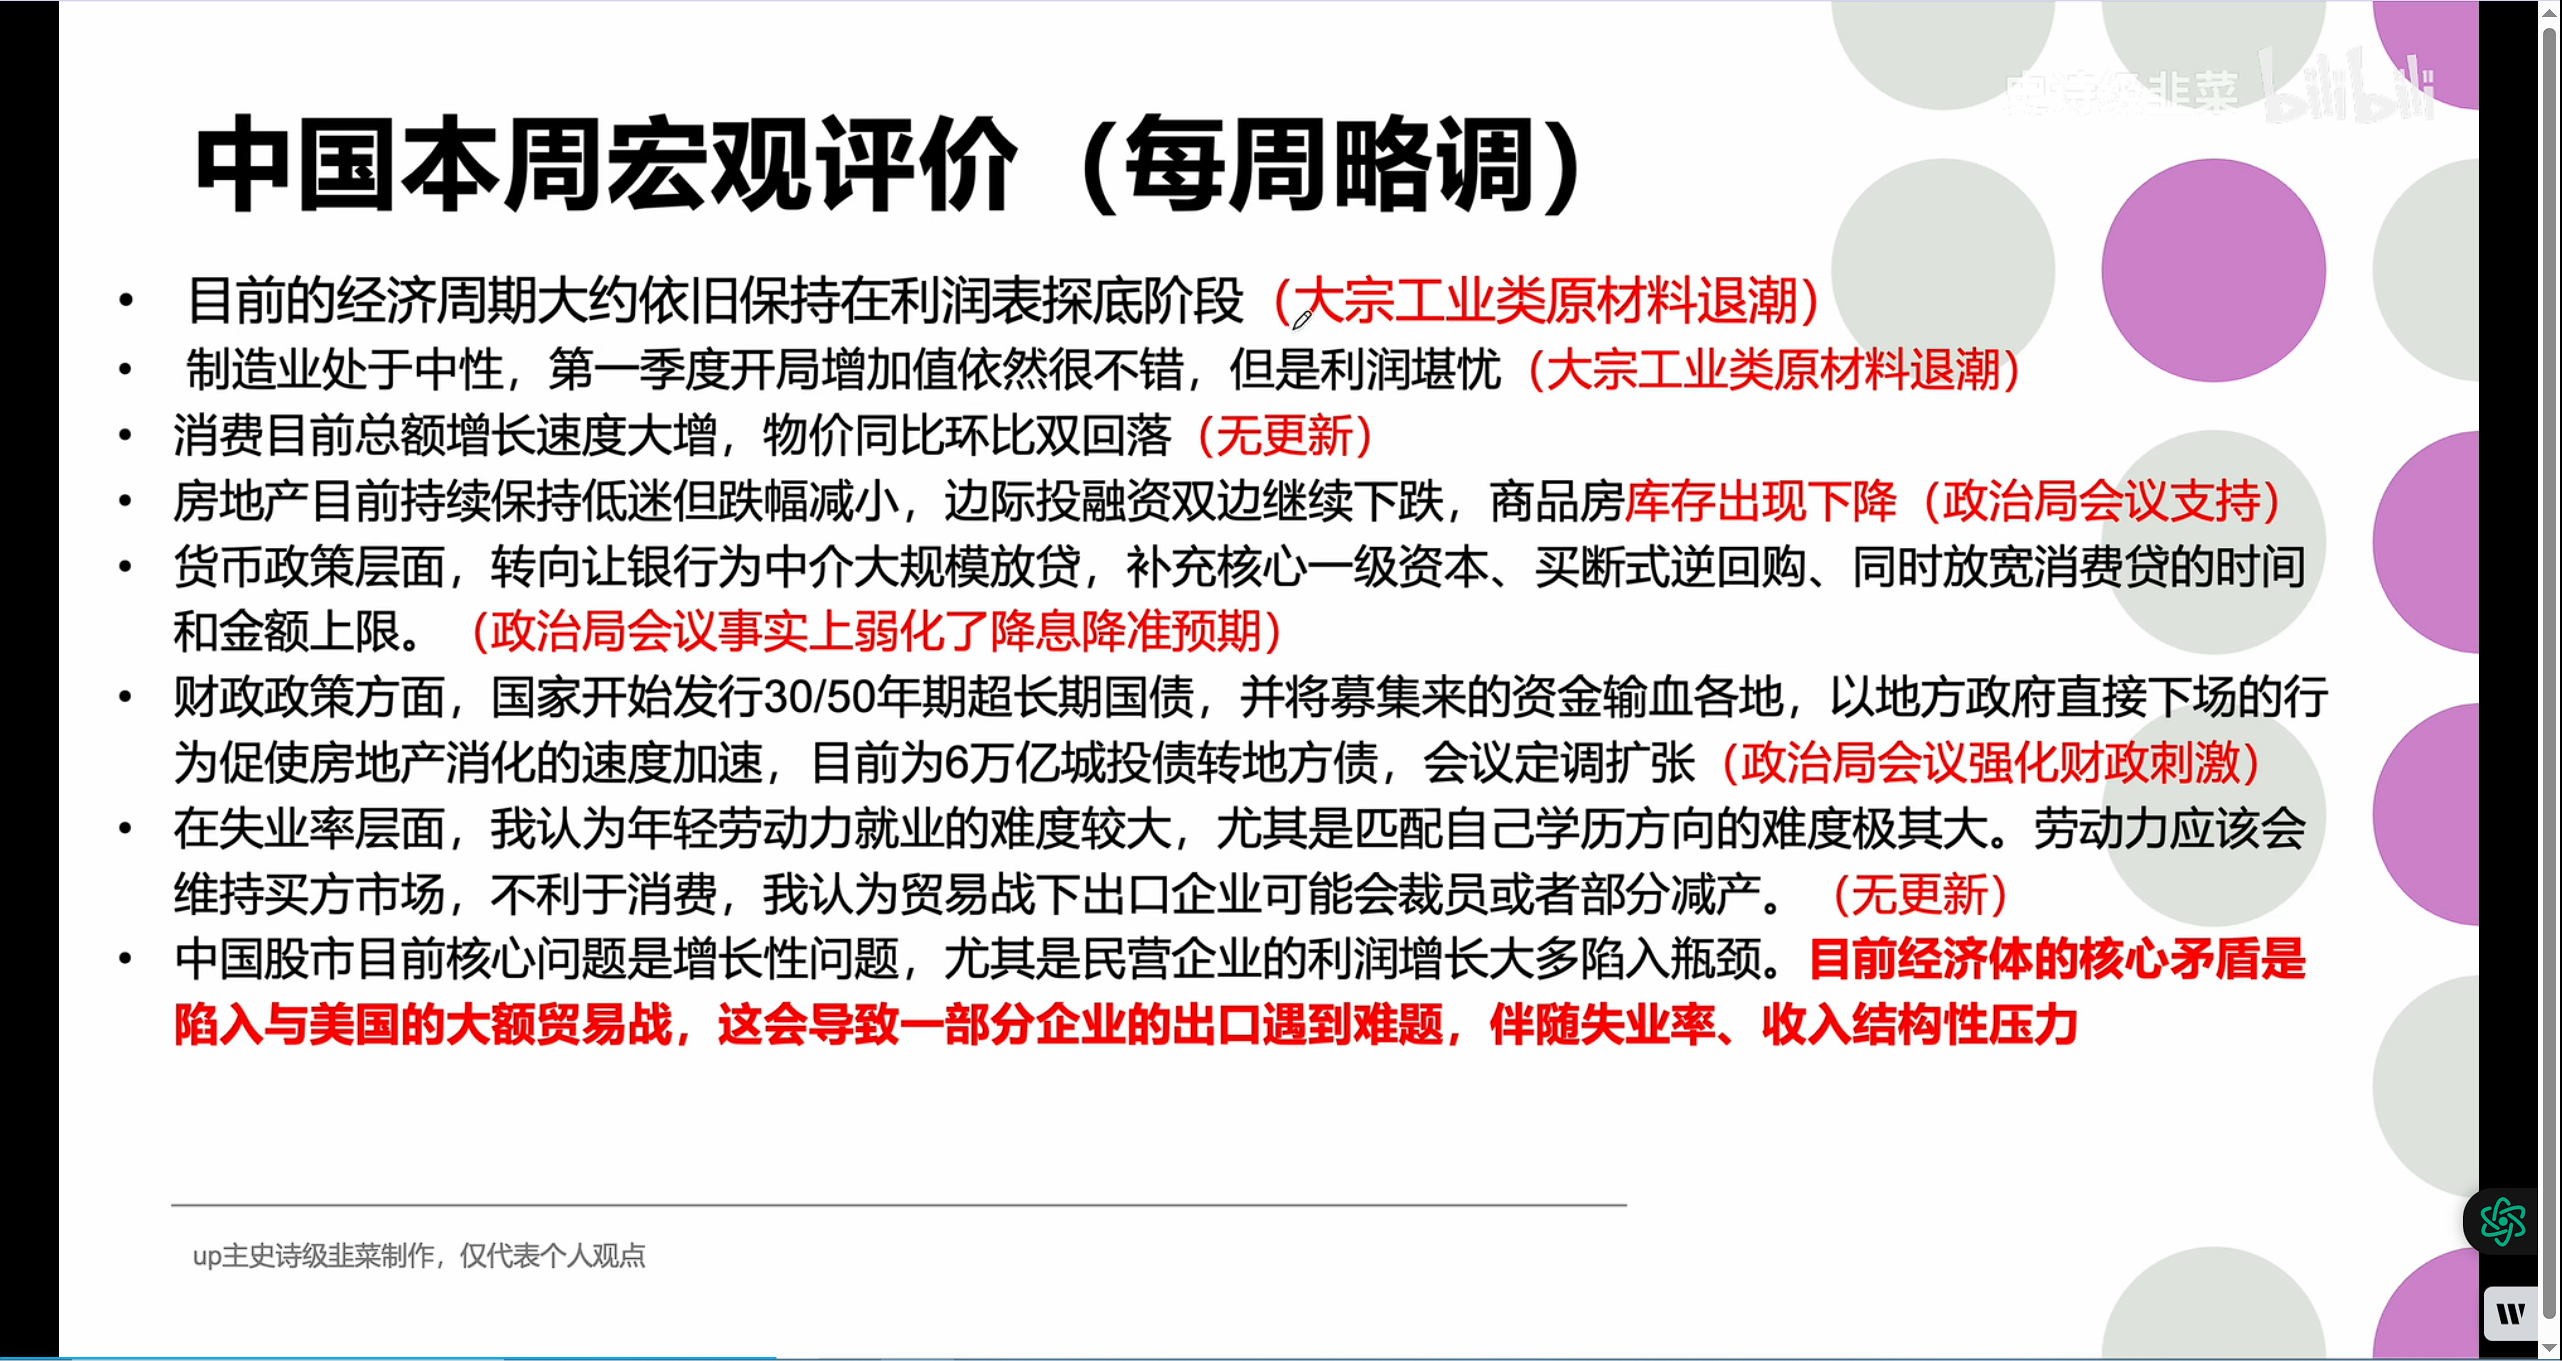 史诗级韭菜 bilibili
中国本周宏观评价（每周略调）
• 目前的经济周期大约依旧保持在利润表探底阶段（大宗工业类原材料退潮）
• 制造业处于中性，第一季度开局增加值依然很不错，但是利润堪忧（大宗工业类原材料退潮）
• 消费目前总额增长速度大增，物价同比环比双回落（无更新）
• 房地产目前持续保持低迷但跌幅减小，边际投融资双边继续下跌，商品房库存出现下降（政治局会议支持）
• 货币政策层面，转向让银行为中介大规模放贷，补充核心一级资本、买断式逆回购、同时放宽消费贷的时间
和金额上限。（政治局会议事实上弱化了降息降准预期）
• 财政政策方面，国家开始发行30/50年期超长期国债，并将募集来的资金输血各地，以地方政府直接下场的行
为促使房地产消化的速度加速，目前为6万亿城投债转地方债，会议定调扩张（政治局会议强化财政刺激）
• 在失业率层面，我认为年轻劳动力就业的难度较大，尤其是匹配自己学历方向的难度极其大。劳动力应该会
维持买方市场，不利于消费，我认为贸易战下出口企业可能会裁员或者部分减产。（无更新）
• 中国股市目前核心问题是增长性问题，尤其是民营企业的利润增长大多陷入瓶颈。目前经济体的核心矛盾是
陷入与美国的大额贸易战，这会导致一部分企业的出口遇到难题，伴随失业率、收入结构性压力
up主史诗级韭菜制作，仅代表个人观点
W